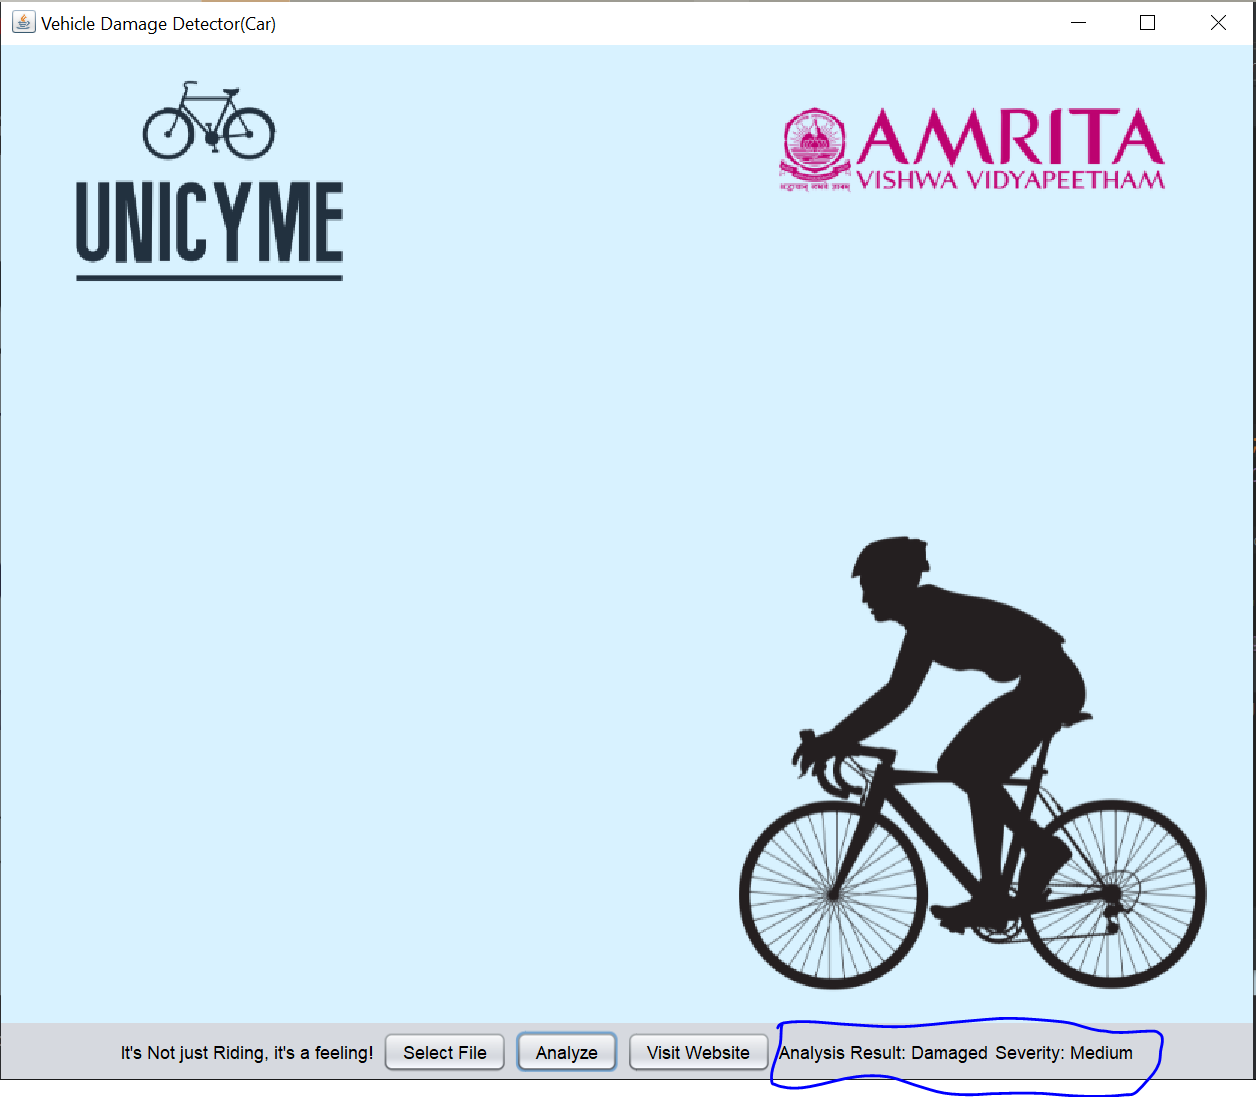 Vehicle Damage Detector(Car)
UNICYME
AMRITA
VISHWA VIDYAPEETHAM
It's Not just Riding, it's a feeling!
Select File
Analyze
Visit Website
Analysis Result: Damaged Severity: Medium